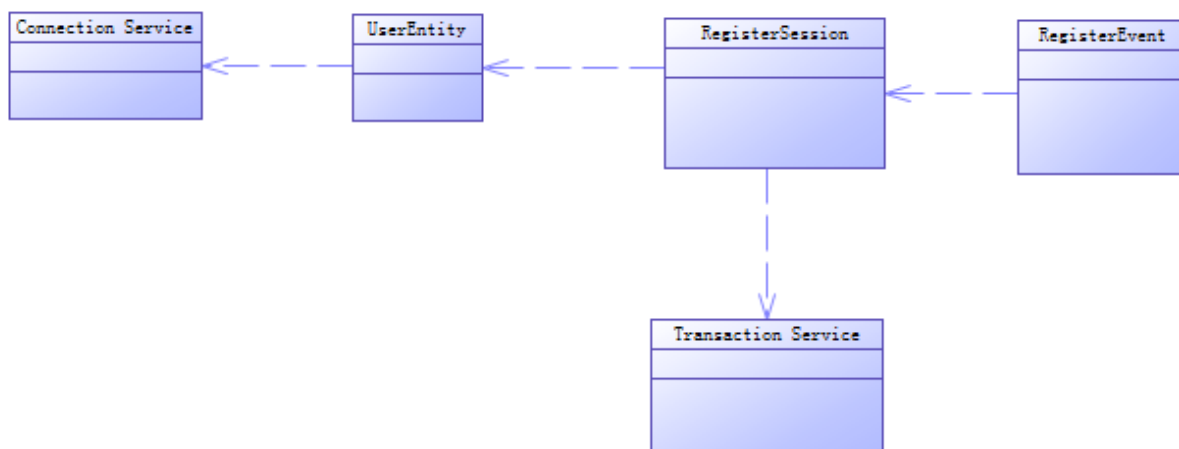 Connection Service
UserEntity
RegisterSession
RegisterEvent
Transaction Service